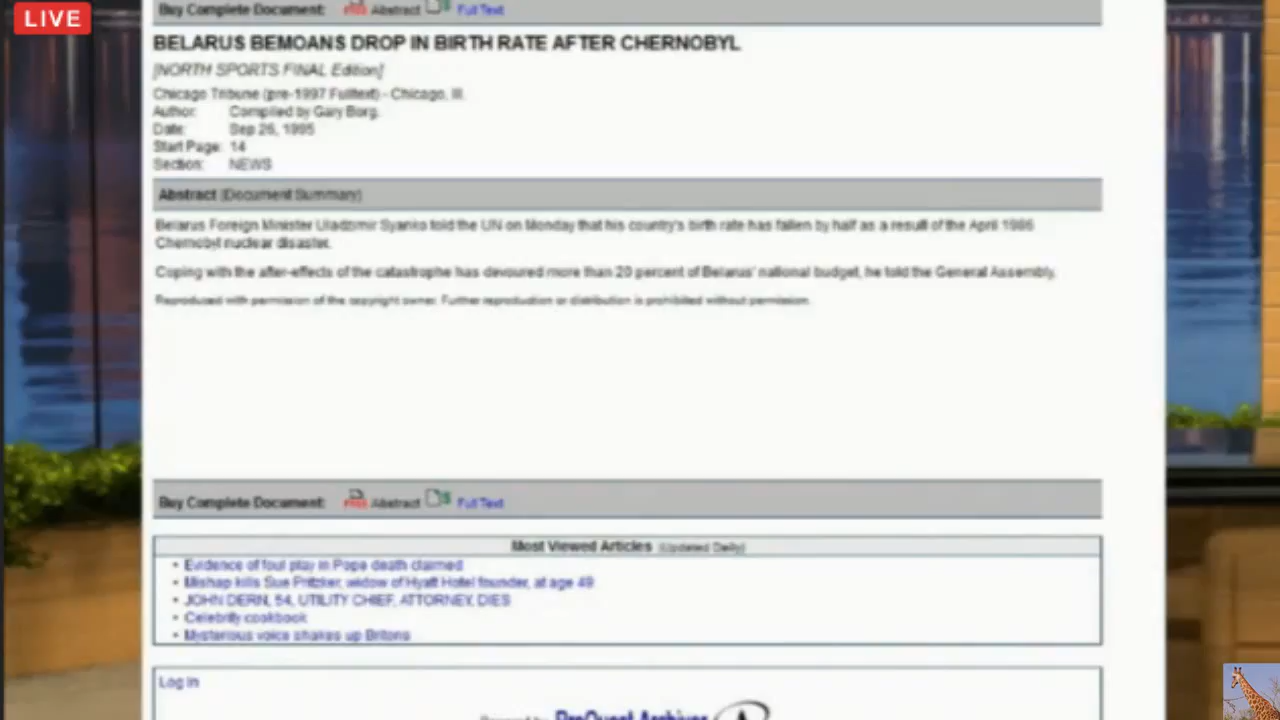 LIVE
Buy Complete Document: Abstract Full Text
BELARUS BEMOANS DROP IN BIRTH RATE AFTER CHERNOBYL
[NORTH SPORTS FINAL Edition]
Chicago Tribune (pre-1997 Fulltext) - Chicago, Ill.
Author: Compiled by Gary Borg.
Date: Sep 26, 1995
Start Page: 14
Section: NEWS
Abstract (Document Summary)
Belarus Foreign Minister Uladzimir Syanko told the UN on Monday that his country's birth rate has fallen by half as a result of the April 1986
Chernobyl nuclear disaster.
Coping with the after-effects of the catastrophe has devoured more than 20 percent of Belarus' national budget, he told the General Assembly.
Reproduced with permission of the copyright owner. Further reproduction or distribution is prohibited without permission.
Buy Complete Document: Abstract Full Text
Most Viewed Articles (Updated Daily)
• Evidence of foul play in Pope death claimed
• Mishap kills Sue Pritzker, widow of Hyatt Hotel founder, at age 49
• JOHN DERN, 54, UTILITY CHIEF, ATTORNEY, DIES
• Celebrity cookbook
• Mysterious voice shakes up Britons
Log In
Powered by ProQuest Archiver